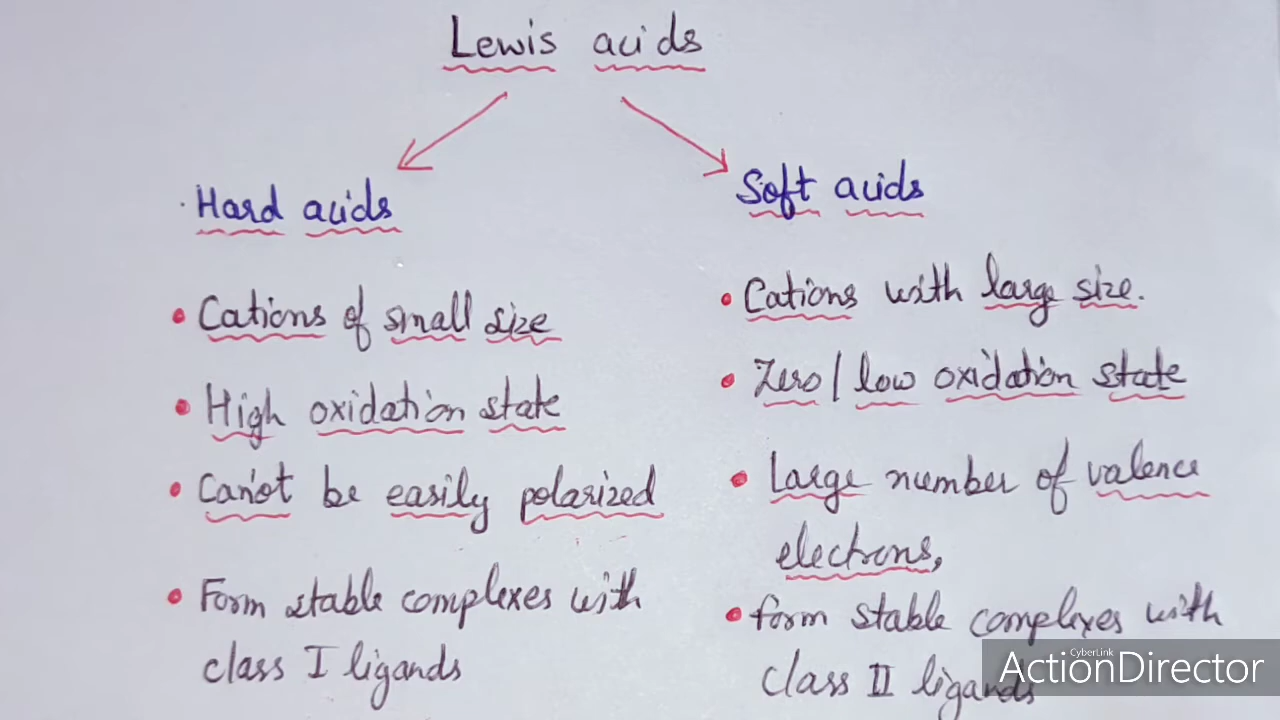 Lewis acids
Hard acids
• Cations of small size
• High oxidation state
• Can't be easily polarized
• Form stable complexes with
class I ligands
Soft acids
• Cations with large size.
• Zero / low oxidation state
• Large number of valence
electrons,
• form stable complexes with
class II ligands
CyberLink
ActionDirector